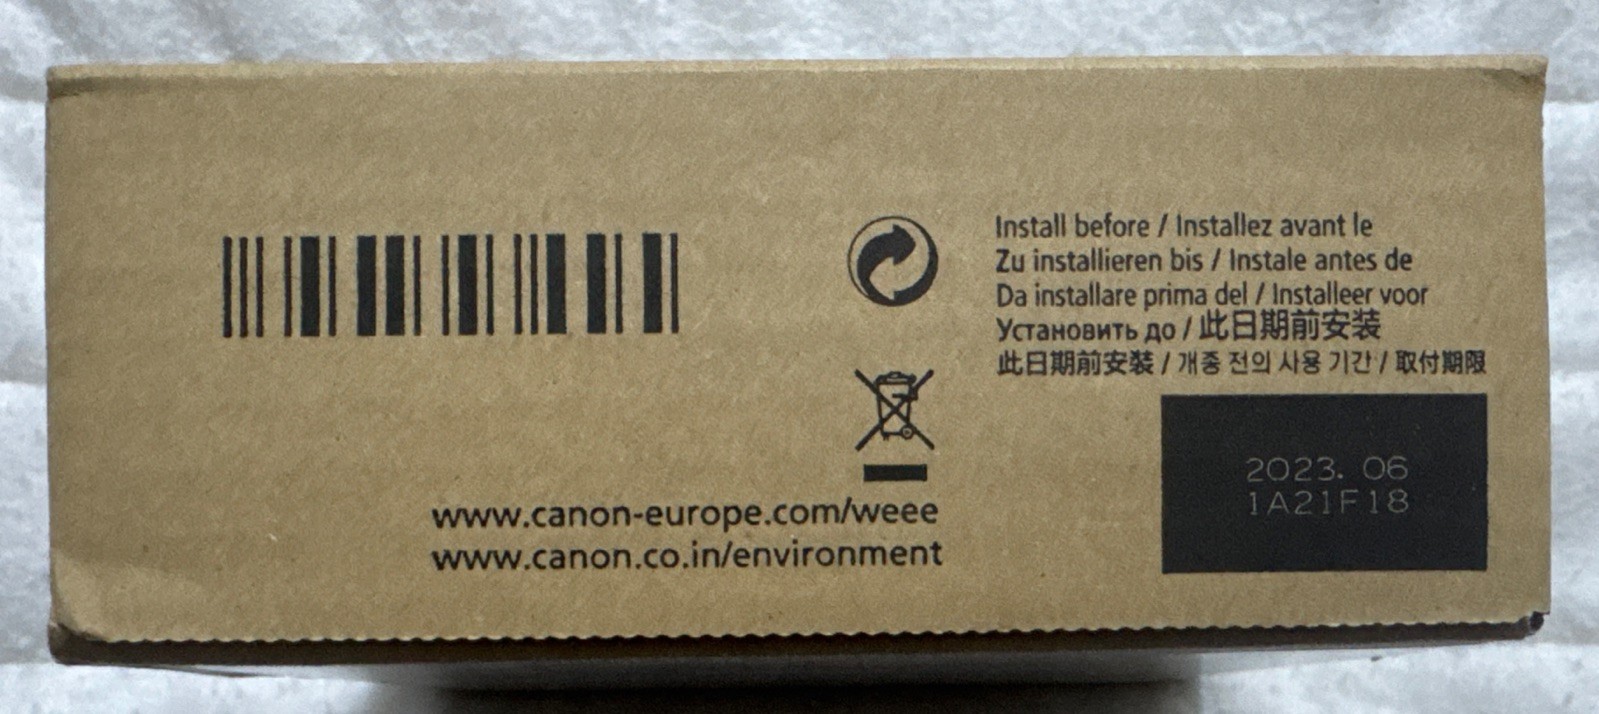 Install before / Installez avant le
Zu installieren bis / Instale antes de
Da installare prima del / Installeer voor
Установить до / 此日期前安装
此日期前安裝 / 개종 전의 사용 기간 / 取付期限
2023. 06
1A21F18
www.canon-europe.com/weee
www.canon.co.in/environment